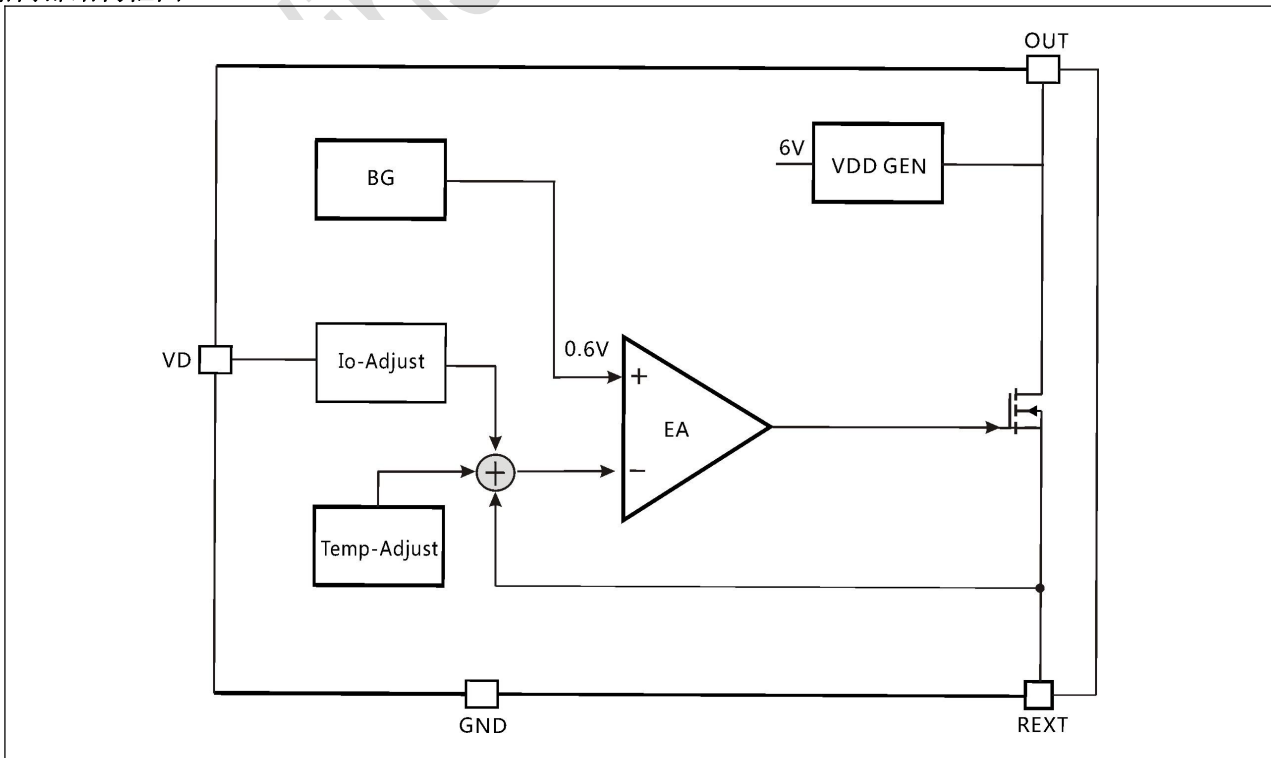 OUT
BG
6V
VDD GEN
VD
Io-Adjust
0.6V
+
EA
+
−
Temp-Adjust
GND
REXT